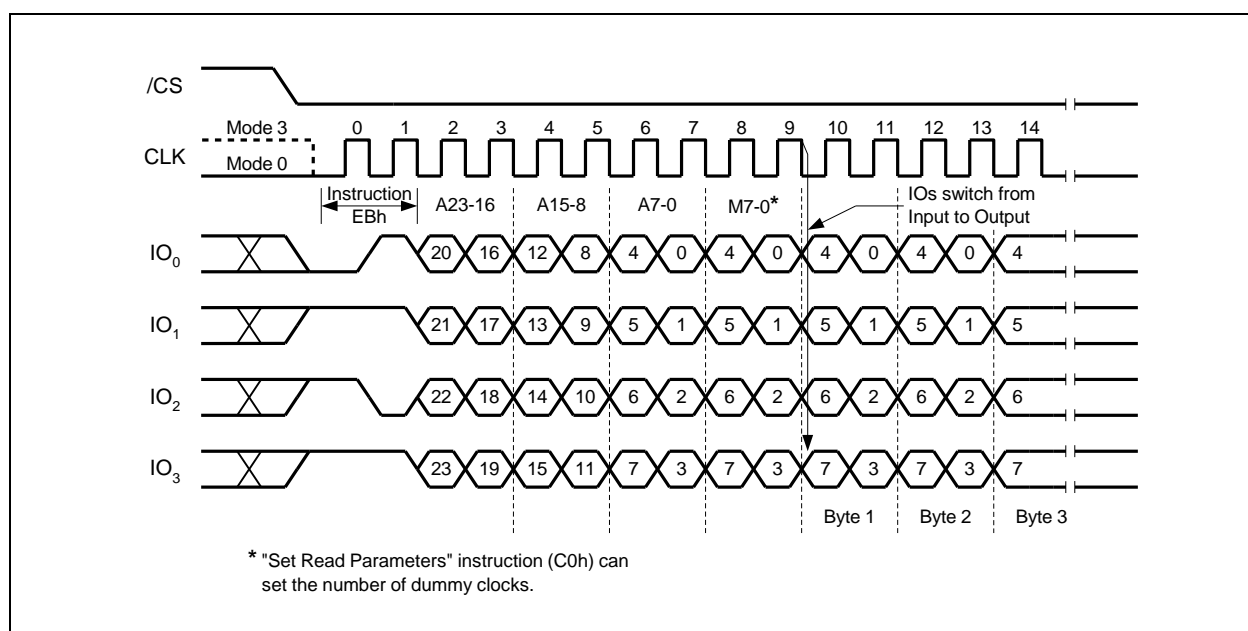 /CS
Mode 3 0 1 2 3 4 5 6 7 8 9 10 11 12 13 14
CLK
Mode 0
Instruction
EBh
A23-16 A15-8 A7-0 M7-0*
IOs switch from
Input to Output
IO0 20 16 12 8 4 0 4 0 4 0 4 0 4
IO1 21 17 13 9 5 1 5 1 5 1 5 1 5
IO2 22 18 14 10 6 2 6 2 6 2 6 2 6
IO3 23 19 15 11 7 3 7 3 7 3 7 3 7
Byte 1 Byte 2 Byte 3
* "Set Read Parameters" instruction (C0h) can
set the number of dummy clocks.